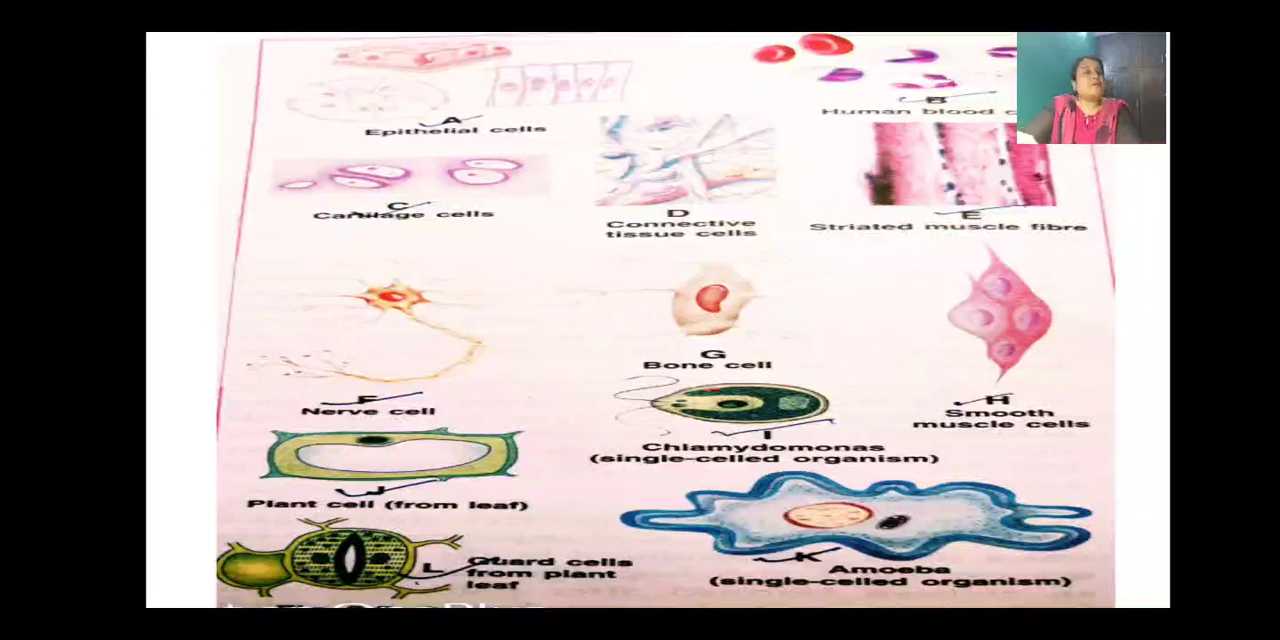 A
Epithelial cells
B
Human blood
C
Cartilage cells
D
Connective
tissue cells
E
Striated muscle fibre
F
Nerve cell
G
Bone cell
H
Smooth
muscle cells
I
Chlamydomonas
(single-celled organism)
J
Plant cell (from leaf)
K
Amoeba
(single-celled organism)
L
Guard cells
from plant
leaf